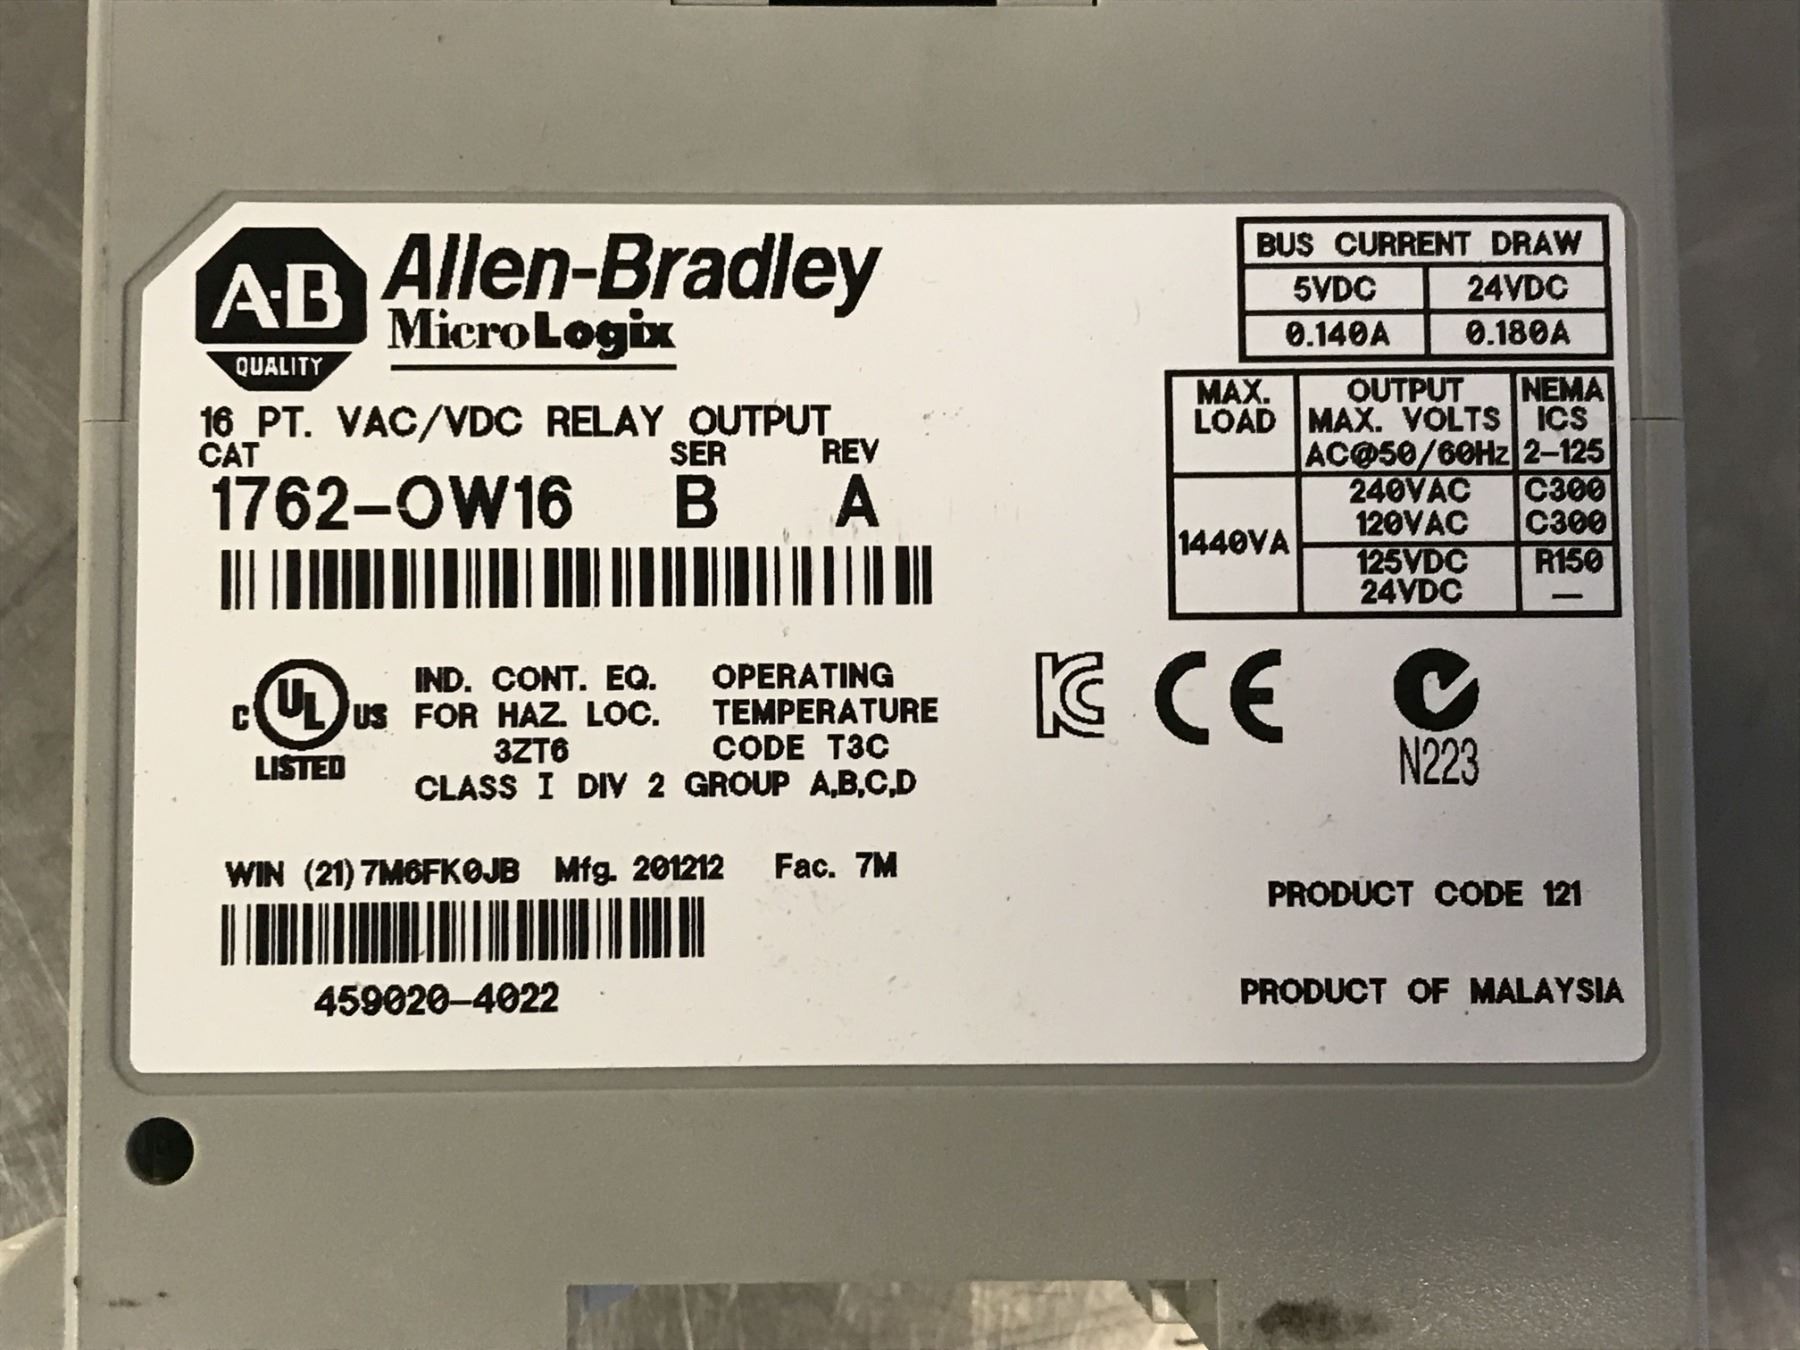 A-B
QUALITY
Allen-Bradley
MicroLogix
16 PT. VAC/VDC RELAY OUTPUT
CAT SER REV
1762-OW16 B A
BUS CURRENT DRAW
5VDC 24VDC
0.140A 0.180A
MAX. LOAD
OUTPUT MAX. VOLTS AC@50/60Hz
NEMA ICS 2-125
1440VA
240VAC C300
120VAC C300
125VDC R150
24VDC —
C UL US
LISTED
IND. CONT. EQ.
FOR HAZ. LOC.
3ZT6
OPERATING
TEMPERATURE
CODE T3C
CLASS I DIV 2 GROUP A,B,C,D
KC CE
N223
WIN (21)7M6FK0JB Mfg. 201212 Fac. 7M
459020-4022
PRODUCT CODE 121
PRODUCT OF MALAYSIA